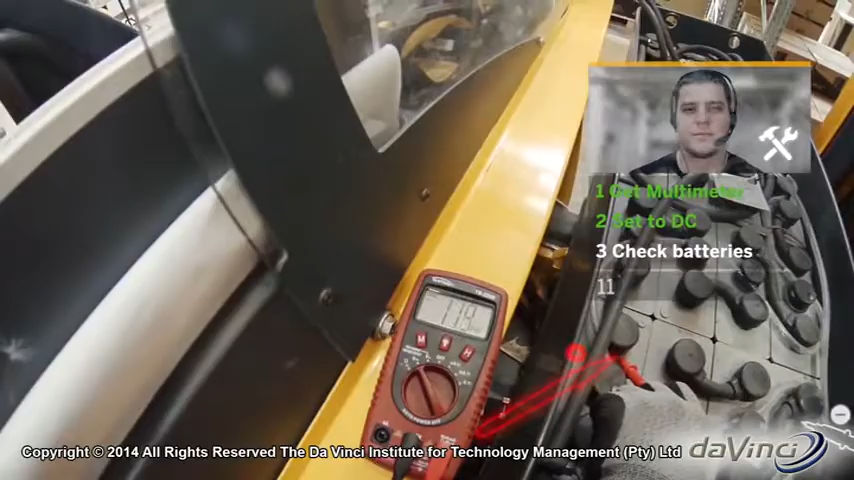 1 Get Multimeter
2 Set to DC
3 Check batteries
11
Copyright © 2014 All Rights Reserved The Da Vinci Institute for Technology Management (Pty) Ltd
daVinci